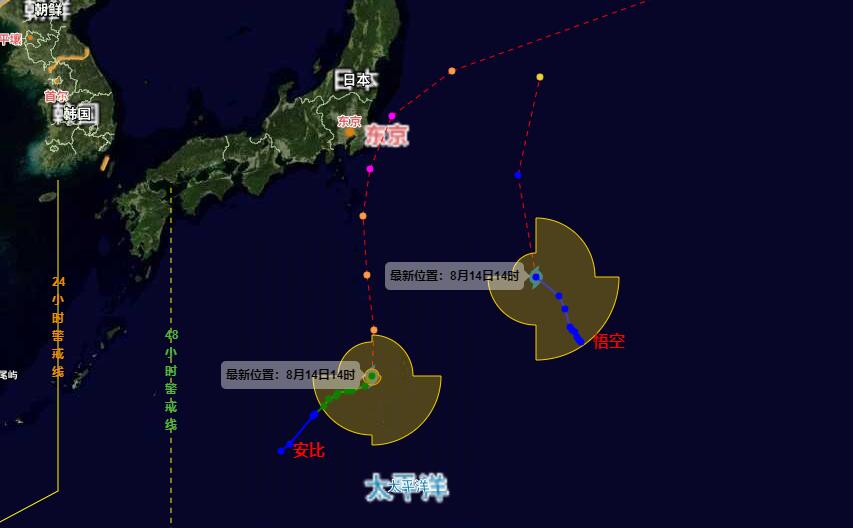 朝鲜
平壤
首尔
韩国
日本
东京
东京
最新位置：8月14日14时
24小时警戒线
悟空
48小时警戒线
尾屿
最新位置：8月14日14时
安比
太平洋
太平洋